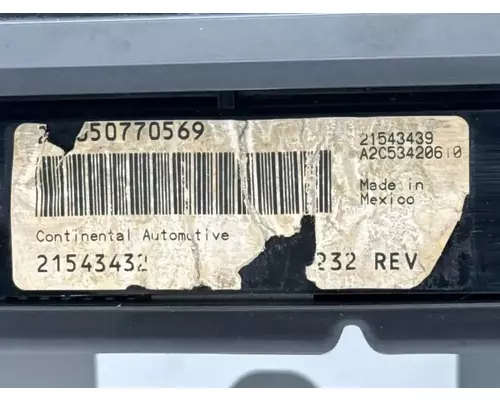 50770569
21543439
A2C53420610
Made in
Mexico
Continental Automotive
21543432
232 REV